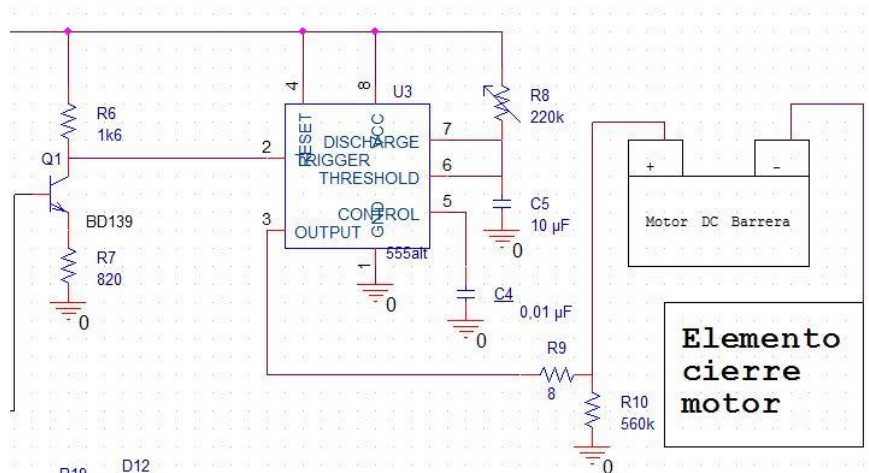 R6
1k6
Q1
BD139
R7
820
0
4
8
U3
RESET
VCC
DISCHARGE
TRIGGER
THRESHOLD
CONTROL
OUTPUT
GND
555alt
2
3
7
6
5
1
0
R8
220k
C5
10 µF
0
C4
0,01 µF
0
R9
8
R10
560k
0
+
-
Motor DC Barrera
Elemento
cierre
motor
R19
D12